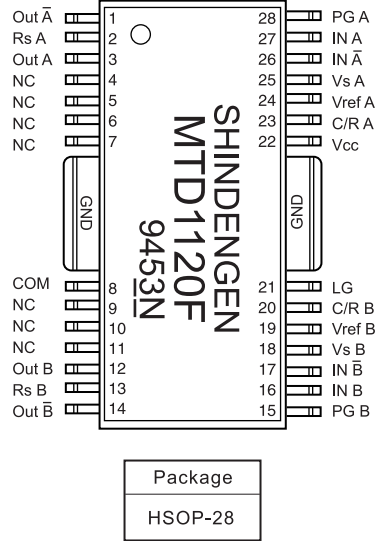 Out A̅ 1 28 PG A
Rs A 2 27 IN A
Out A 3 26 IN A̅
NC 4 25 Vs A
NC 5 24 Vref A
NC 6 23 C/R A
NC 7 22 Vcc
GND
GND
SHINDENGEN
MTD1120F
9453N
COM 8 21 LG
NC 9 20 C/R B
NC 10 19 Vref B
NC 11 18 Vs B
Out B 12 17 IN B̅
Rs B 13 16 IN B
Out B̅ 14 15 PG B
Package
HSOP-28